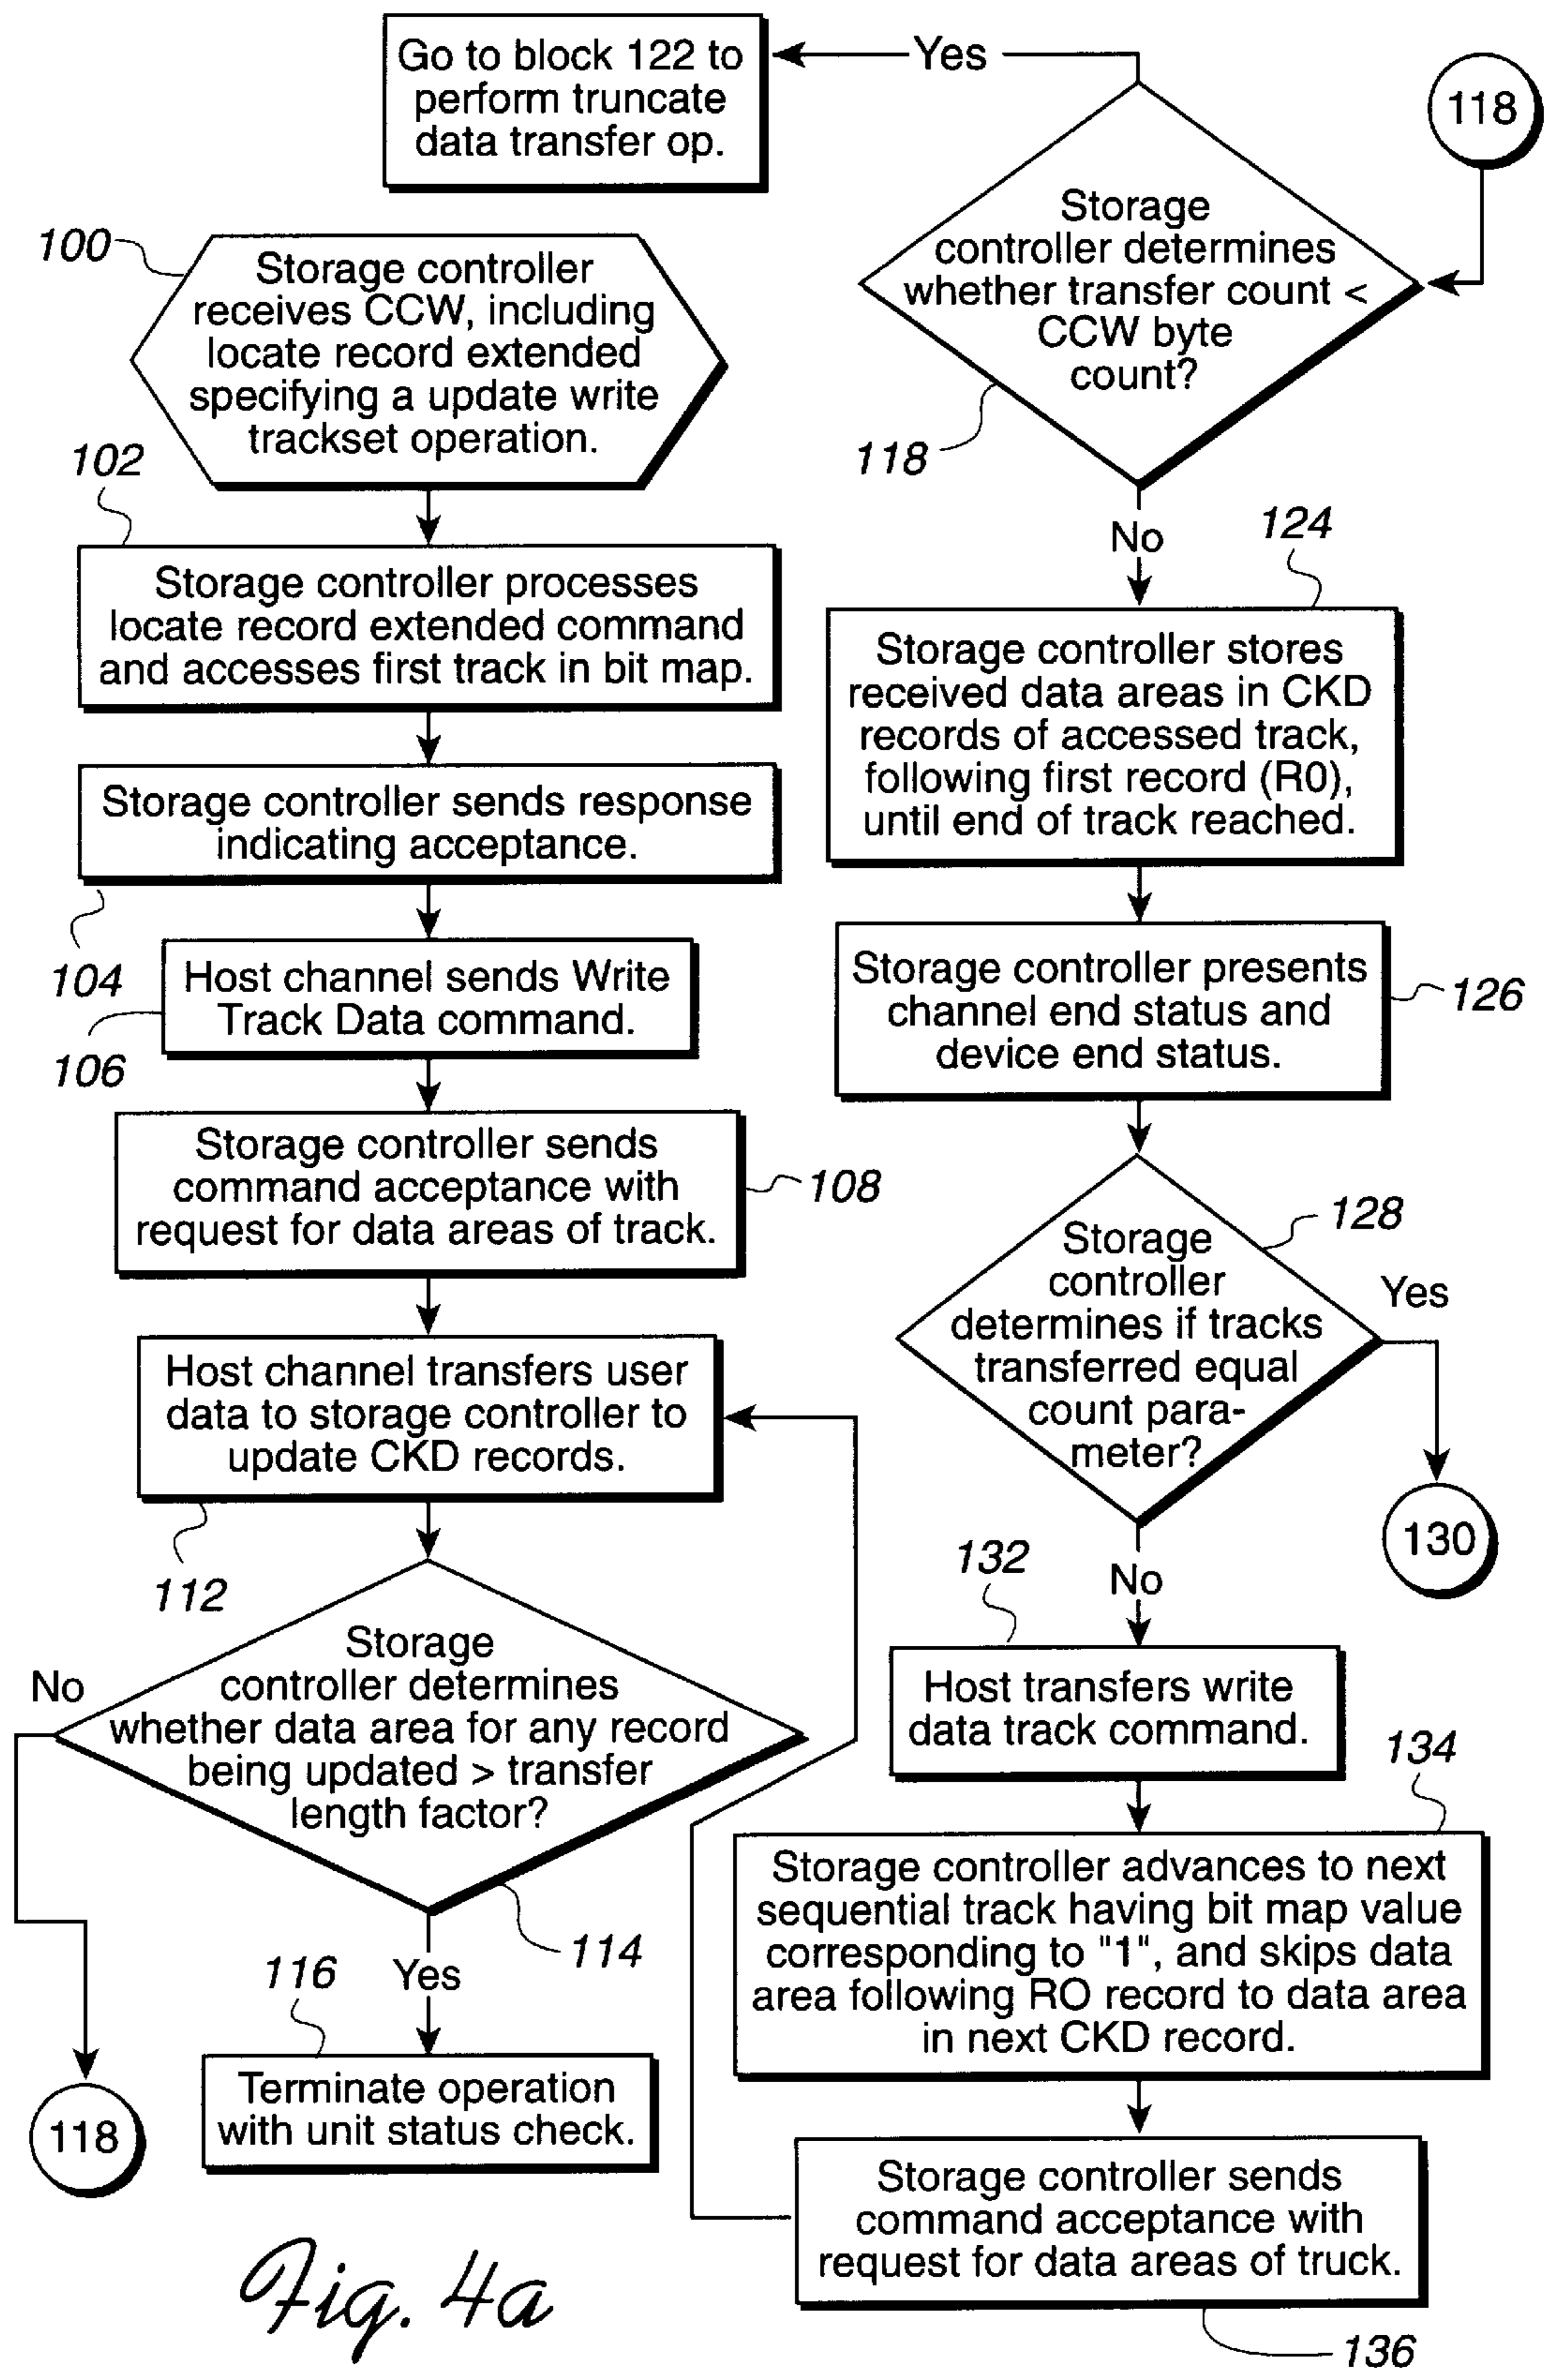 Go to block 122 to
perform truncate
data transfer op.
Yes
118
Storage
controller determines
whether transfer count <
CCW byte
count?
118
No
100
Storage controller
receives CCW, including
locate record extended
specifying a update write
trackset operation.
102
Storage controller processes
locate record extended command
and accesses first track in bit map.
Storage controller sends response
indicating acceptance.
104
Host channel sends Write
Track Data command.
106
Storage controller sends
command acceptance with
request for data areas of track.
108
Host channel transfers user
data to storage controller to
update CKD records.
112
Storage
controller determines
whether data area for any record
being updated > transfer
length factor?
No
114
Yes
116
Terminate operation
with unit status check.
118
124
Storage controller stores
received data areas in CKD
records of accessed track,
following first record (R0),
until end of track reached.
Storage controller presents
channel end status and
device end status.
126
128
Storage
controller
determines if tracks
transferred equal
count para-
meter?
Yes
130
No
132
Host transfers write
data track command.
134
Storage controller advances to next
sequential track having bit map value
corresponding to "1", and skips data
area following RO record to data area
in next CKD record.
Storage controller sends
command acceptance with
request for data areas of truck.
136
Fig. 4a